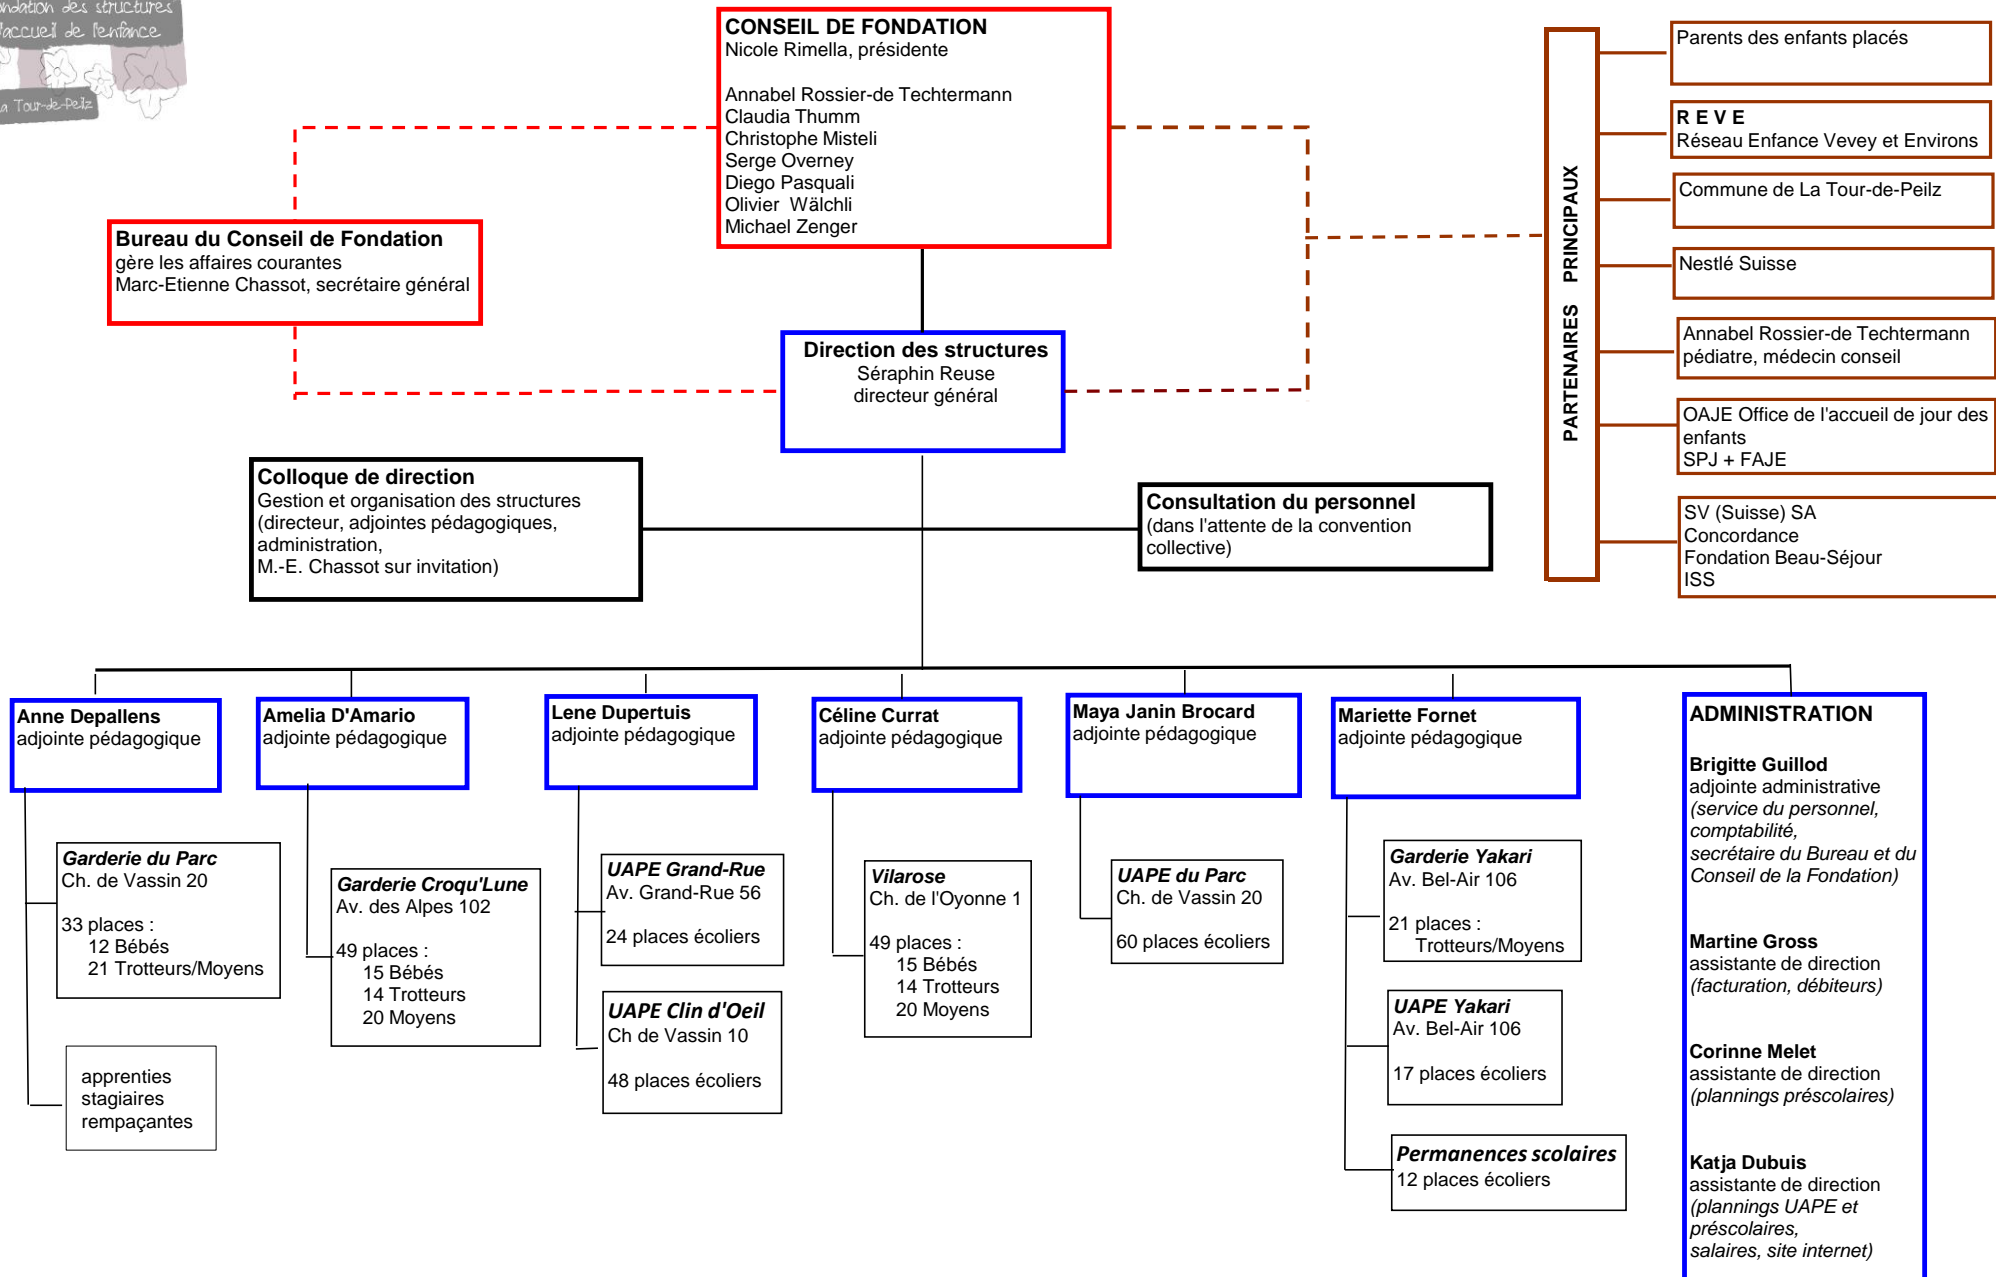 fondation des structures
d'accueil de l'enfance
La Tour-de-Peilz
CONSEIL DE FONDATION
Nicole Rimella, présidente
Annabel Rossier-de Techtermann
Claudia Thumm
Christophe Misteli
Serge Overney
Diego Pasquali
Olivier Wälchli
Michael Zenger
Bureau du Conseil de Fondation
gère les affaires courantes
Marc-Etienne Chassot, secrétaire général
Direction des structures
Séraphin Reuse
directeur général
Colloque de direction
Gestion et organisation des structures
(directeur, adjointes pédagogiques,
administration,
M.-E. Chassot sur invitation)
Consultation du personnel
(dans l'attente de la convention
collective)
PARTENAIRES PRINCIPAUX
Parents des enfants placés
R E V E
Réseau Enfance Vevey et Environs
Commune de La Tour-de-Peilz
Nestlé Suisse
Annabel Rossier-de Techtermann
pédiatre, médecin conseil
OAJE Office de l'accueil de jour des
enfants
SPJ + FAJE
SV (Suisse) SA
Concordance
Fondation Beau-Séjour
ISS
Anne Depallens
adjointe pédagogique
Garderie du Parc
Ch. de Vassin 20
33 places :
12 Bébés
21 Trotteurs/Moyens
apprenties
stagiaires
rempaçantes
Amelia D'Amario
adjointe pédagogique
Garderie Croqu'Lune
Av. des Alpes 102
49 places :
15 Bébés
14 Trotteurs
20 Moyens
Lene Dupertuis
adjointe pédagogique
UAPE Grand-Rue
Av. Grand-Rue 56
24 places écoliers
UAPE Clin d'Oeil
Ch de Vassin 10
48 places écoliers
Céline Currat
adjointe pédagogique
Vilarose
Ch. de l'Oyonne 1
49 places :
15 Bébés
14 Trotteurs
20 Moyens
Maya Janin Brocard
adjointe pédagogique
UAPE du Parc
Ch. de Vassin 20
60 places écoliers
Mariette Fornet
adjointe pédagogique
Garderie Yakari
Av. Bel-Air 106
21 places :
Trotteurs/Moyens
UAPE Yakari
Av. Bel-Air 106
17 places écoliers
Permanences scolaires
12 places écoliers
ADMINISTRATION
Brigitte Guillod
adjointe administrative
(service du personnel,
comptabilité,
secrétaire du Bureau et du
Conseil de la Fondation)
Martine Gross
assistante de direction
(facturation, débiteurs)
Corinne Melet
assistante de direction
(plannings préscolaires)
Katja Dubuis
assistante de direction
(plannings UAPE et
préscolaires,
salaires, site internet)